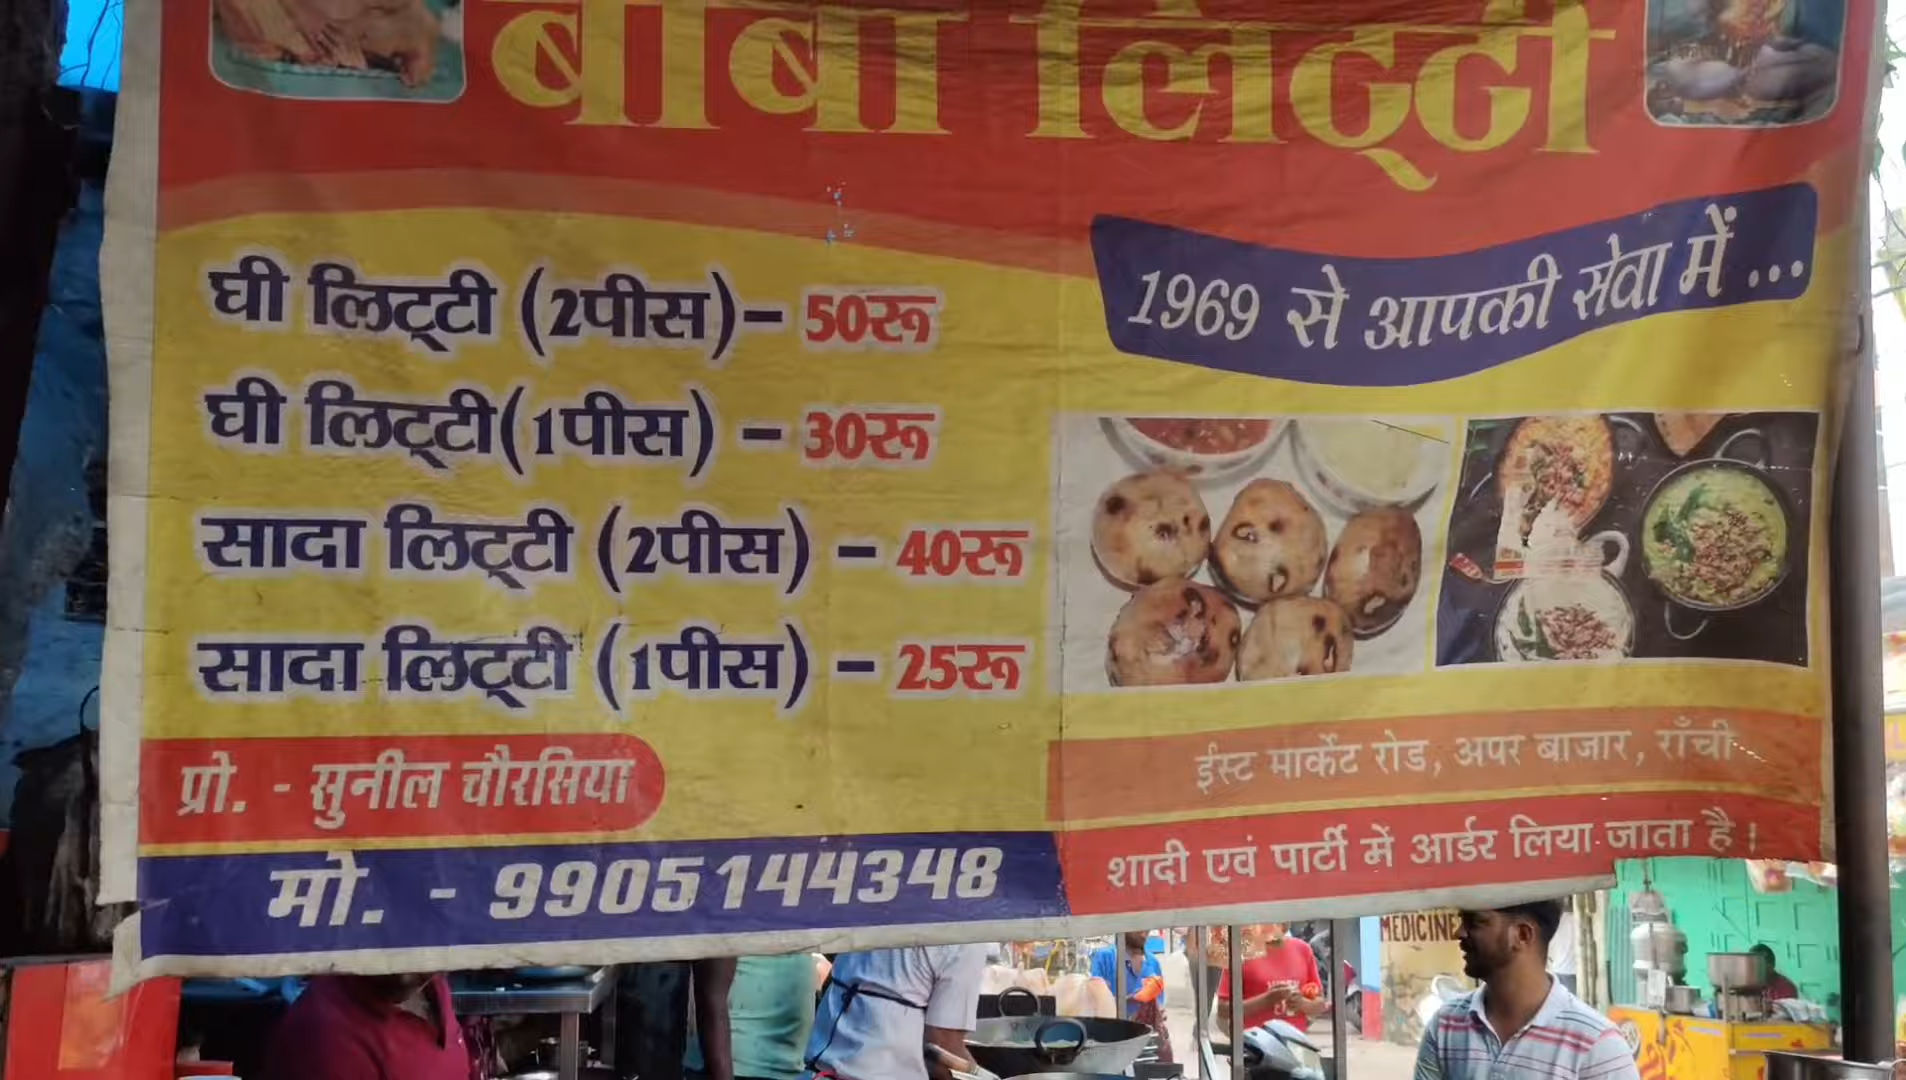 बाबा लिट्टी
1969 से आपकी सेवा में ...
घी लिट्टी (2पीस)- 50रू
घी लिट्टी(1पीस) - 30रू
सादा लिट्टी (2पीस) - 40रू
सादा लिट्टी (1पीस) - 25रू
प्रो. - सुनील चौरसिया
मो. - 9905144348
ईस्ट मार्केट रोड, अपर बाजार, राँची
शादी एवं पार्टी में आर्डर लिया जाता है।
MEDICINE